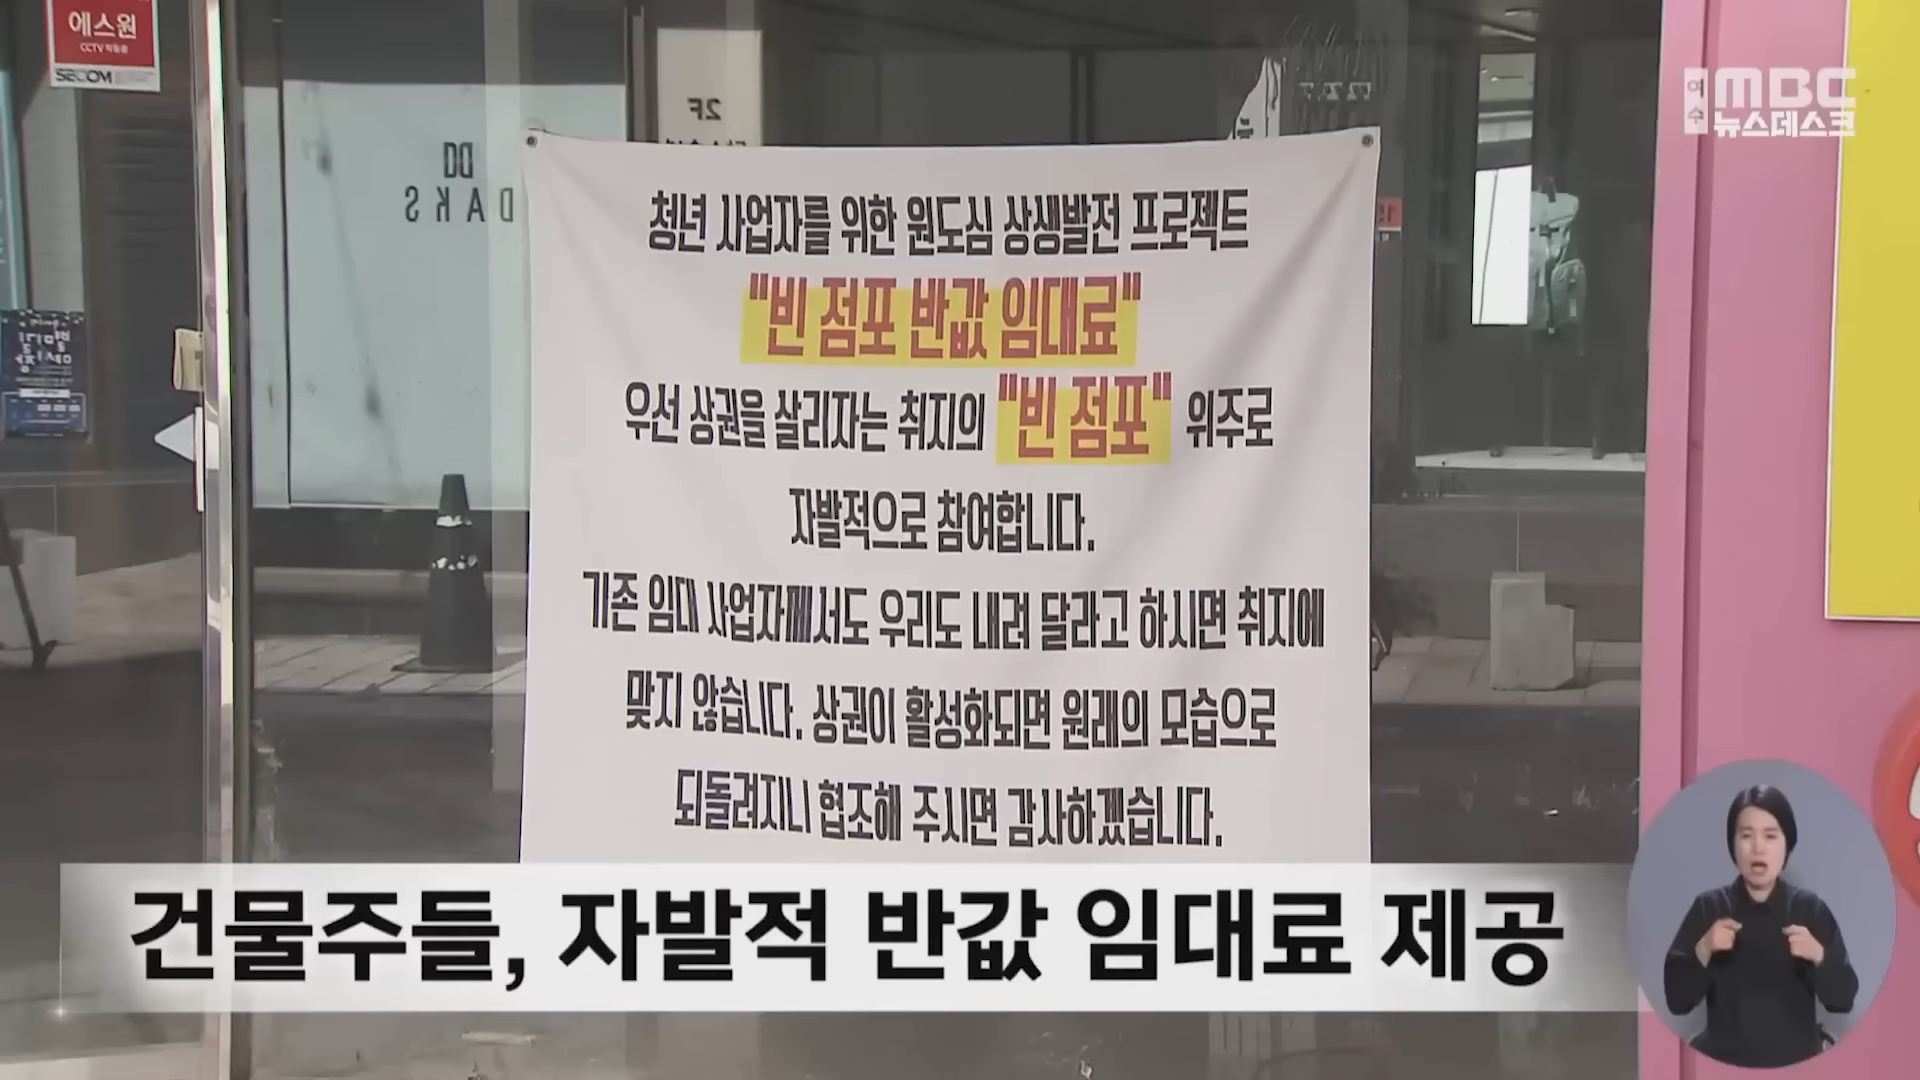 에스원
SECOM
여수
MBC
뉴스데스크
2F
DAKS
청년 사업자를 위한 원도심 상생발전 프로젝트
"빈 점포 반값 임대료"
우선 상권을 살리자는 취지의 "빈 점포" 위주로
자발적으로 참여합니다.
기존 임대 사업자께서도 우리도 내려 달라고 하시면 취지에
맞지 않습니다. 상권이 활성화되면 원래의 모습으로
되돌려지니 협조해 주시면 감사하겠습니다.
건물주들, 자발적 반값 임대료 제공